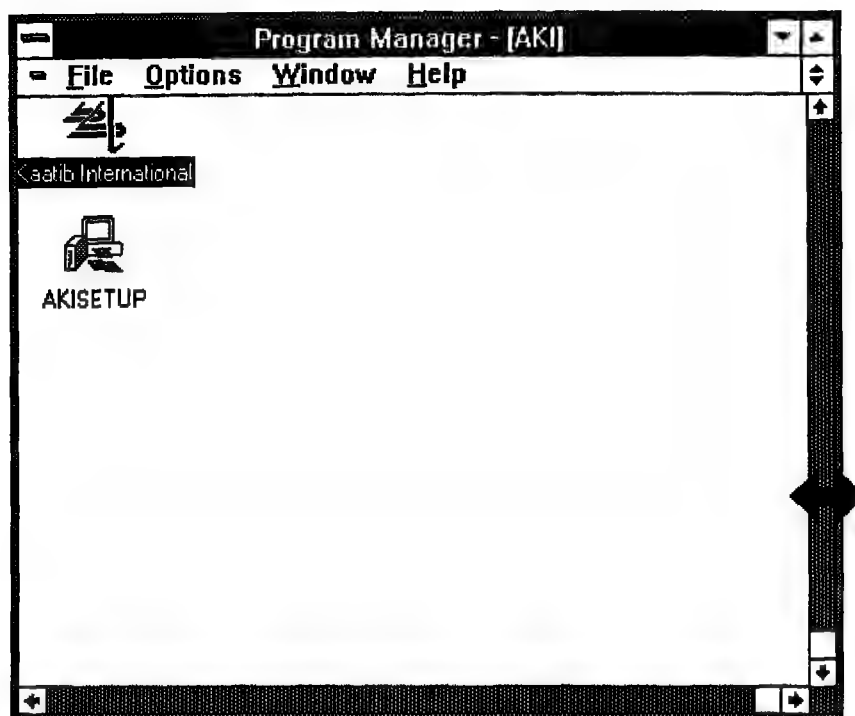 Program Manager - [AKI]
File Options Window Help
Kaatib International
AKISETUP